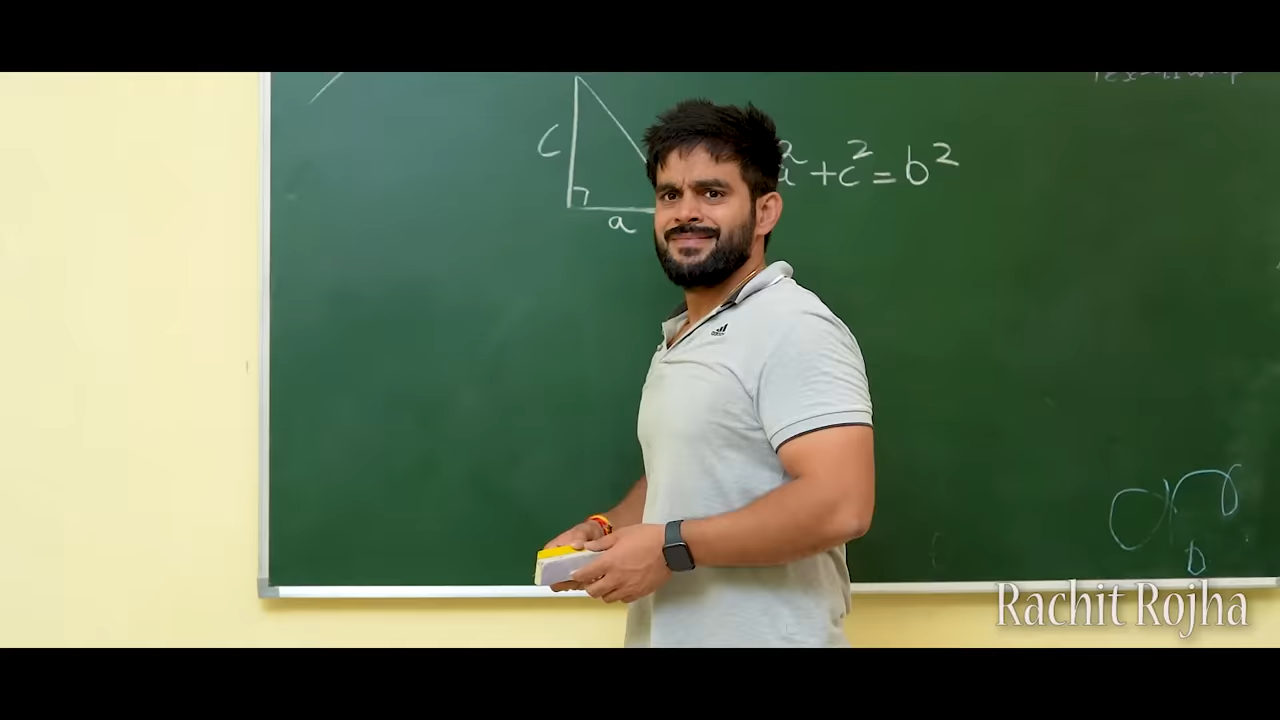 c
a
a² + c² = b²
Rachit Rojha